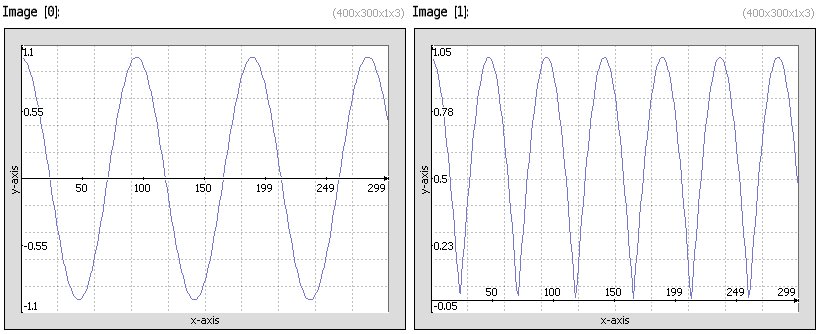 Image [0]: (400x300x1x3)
1.1
0.55
y-axis
50 100 150 199 249 299
-0.55
-1.1
x-axis
Image [1]: (400x300x1x3)
1.05
0.78
0.5
y-axis
0.23
50 100 150 199 249 299
-0.05
x-axis